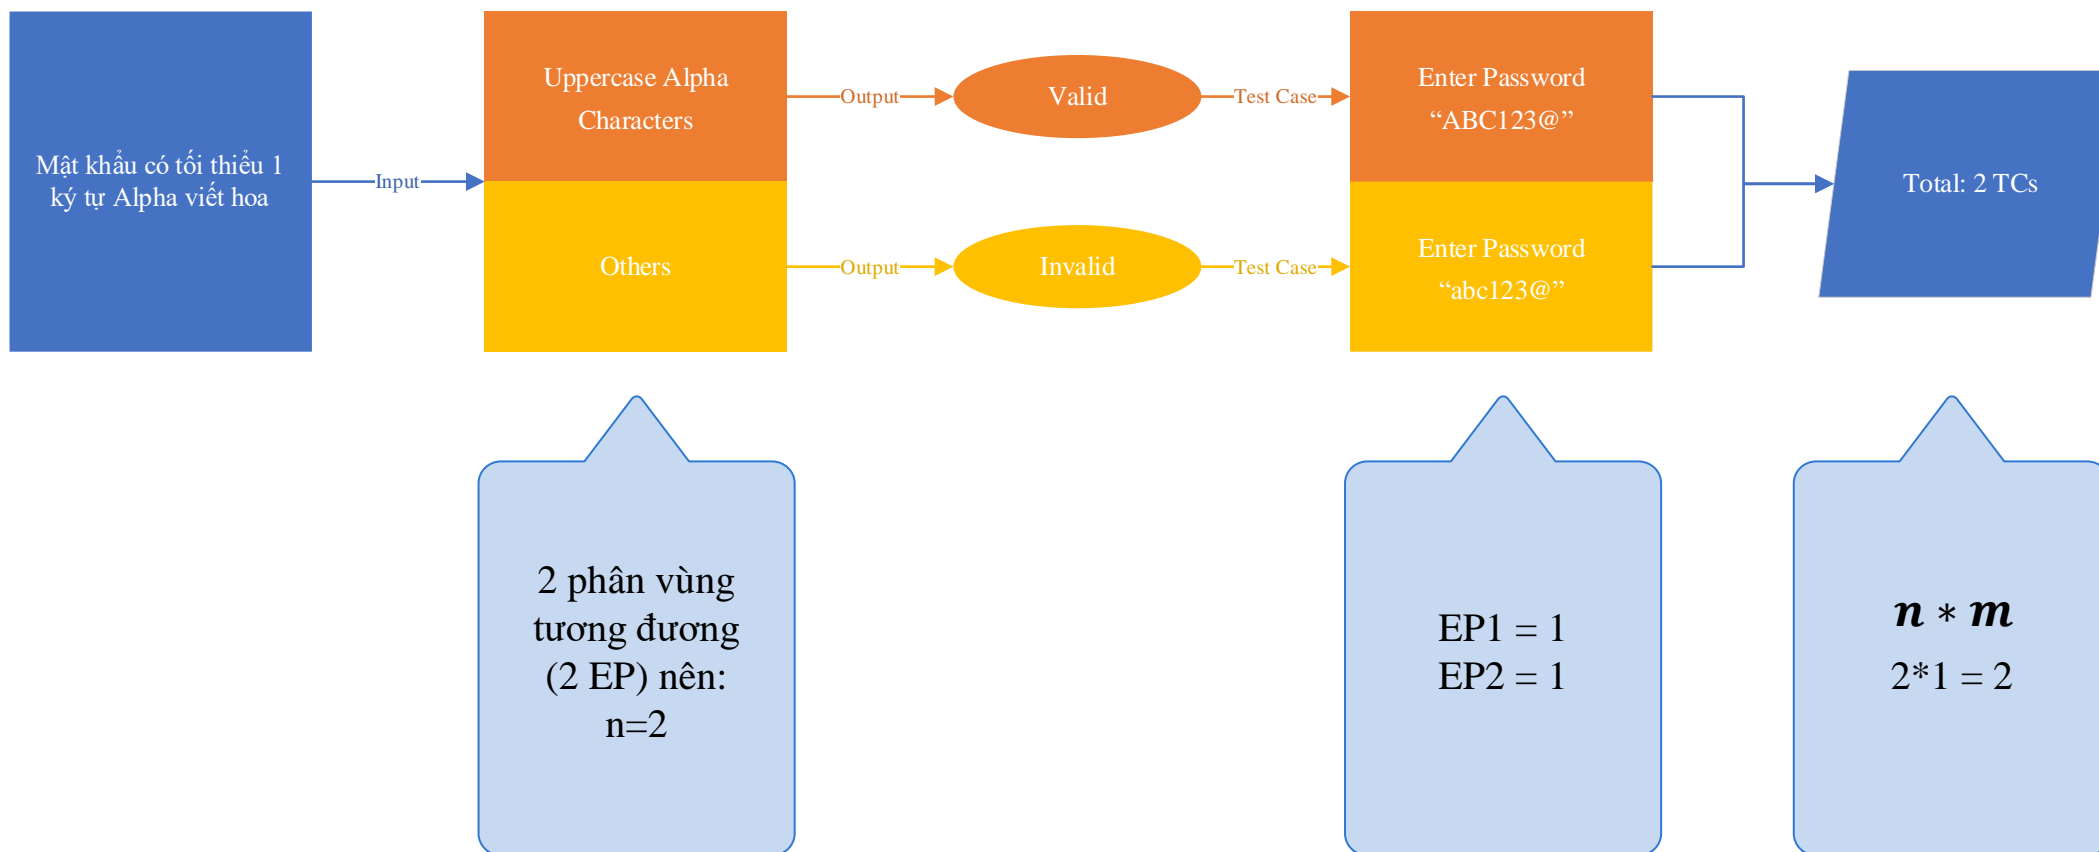 Mật khẩu có tối thiểu 1
ký tự Alpha viết hoa
Input
Uppercase Alpha
Characters
Others
Output
Output
Valid
Invalid
Test Case
Test Case
Enter Password
“ABC123@”
Enter Password
“abc123@”
Total: 2 TCs
2 phân vùng
tương đương
(2 EP) nên:
n=2
EP1 = 1
EP2 = 1
n * m
2*1 = 2